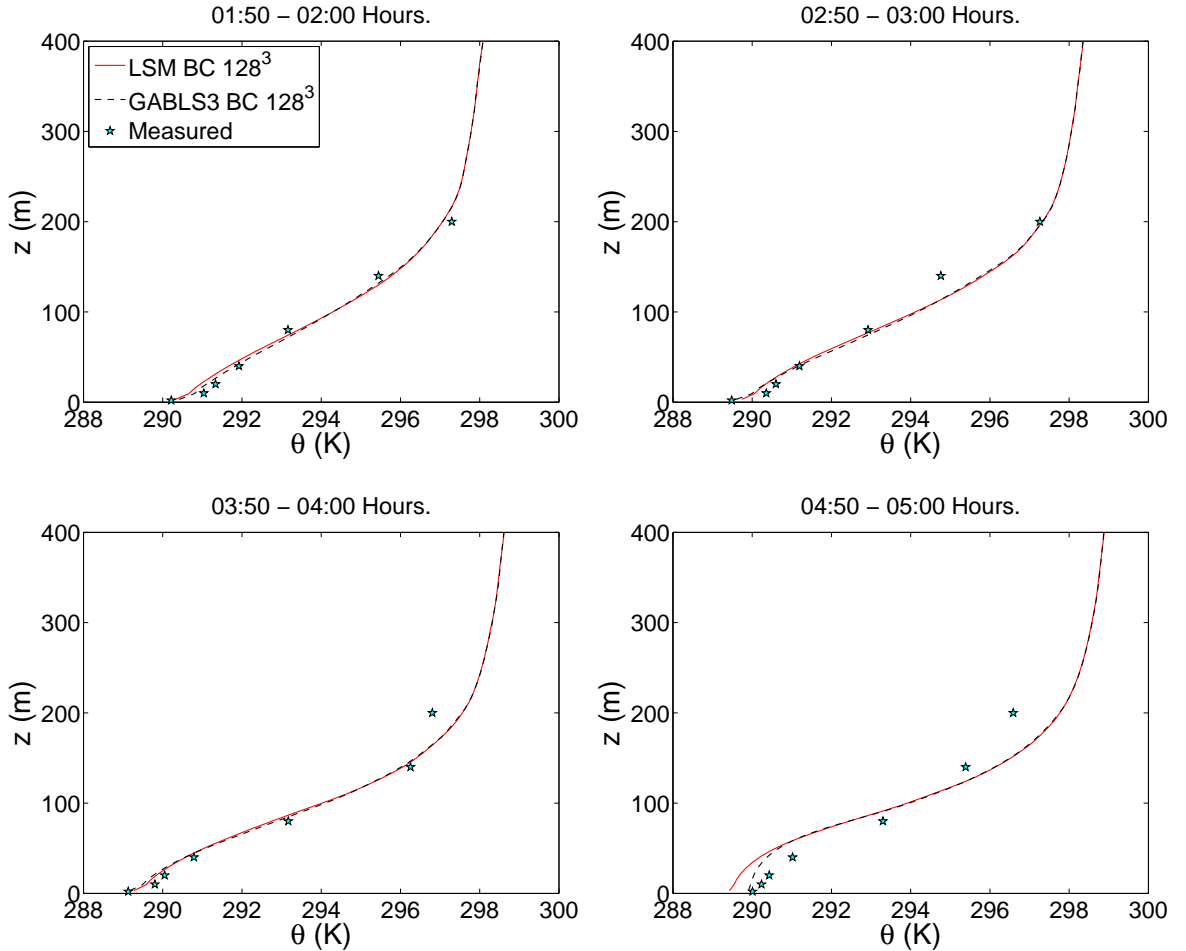 01:50 − 02:00 Hours.
400
300
200
100
0
z (m)
LSM BC 128³
GABLS3 BC 128³
Measured
288 290 292 294 296 298 300
θ (K)
02:50 − 03:00 Hours.
400
300
200
100
0
z (m)
288 290 292 294 296 298 300
θ (K)
03:50 − 04:00 Hours.
400
300
200
100
0
z (m)
288 290 292 294 296 298 300
θ (K)
04:50 − 05:00 Hours.
400
300
200
100
0
z (m)
288 290 292 294 296 298 300
θ (K)